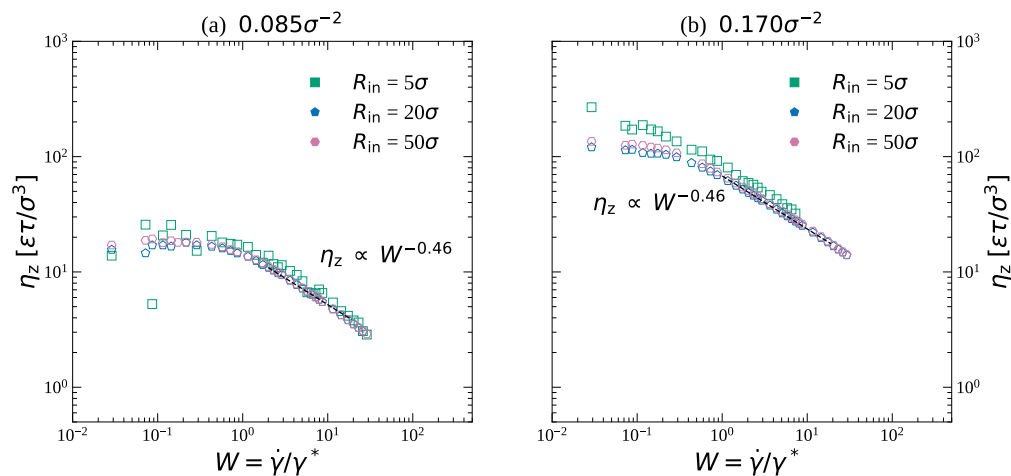 (a) 0.085σ⁻²
(b) 0.170σ⁻²
10³
10²
10¹
10⁰
η_z [ετ/σ³]
R_in = 5σ
R_in = 20σ
R_in = 50σ
η_z ∝ W^−0.46
10⁻²
10⁻¹
10⁰
10¹
10²
W = γ̇/γ*
R_in = 5σ
R_in = 20σ
R_in = 50σ
η_z ∝ W^−0.46
10³
10²
10¹
10⁰
η_z [ετ/σ³]
10⁻²
10⁻¹
10⁰
10¹
10²
W = γ̇/γ*